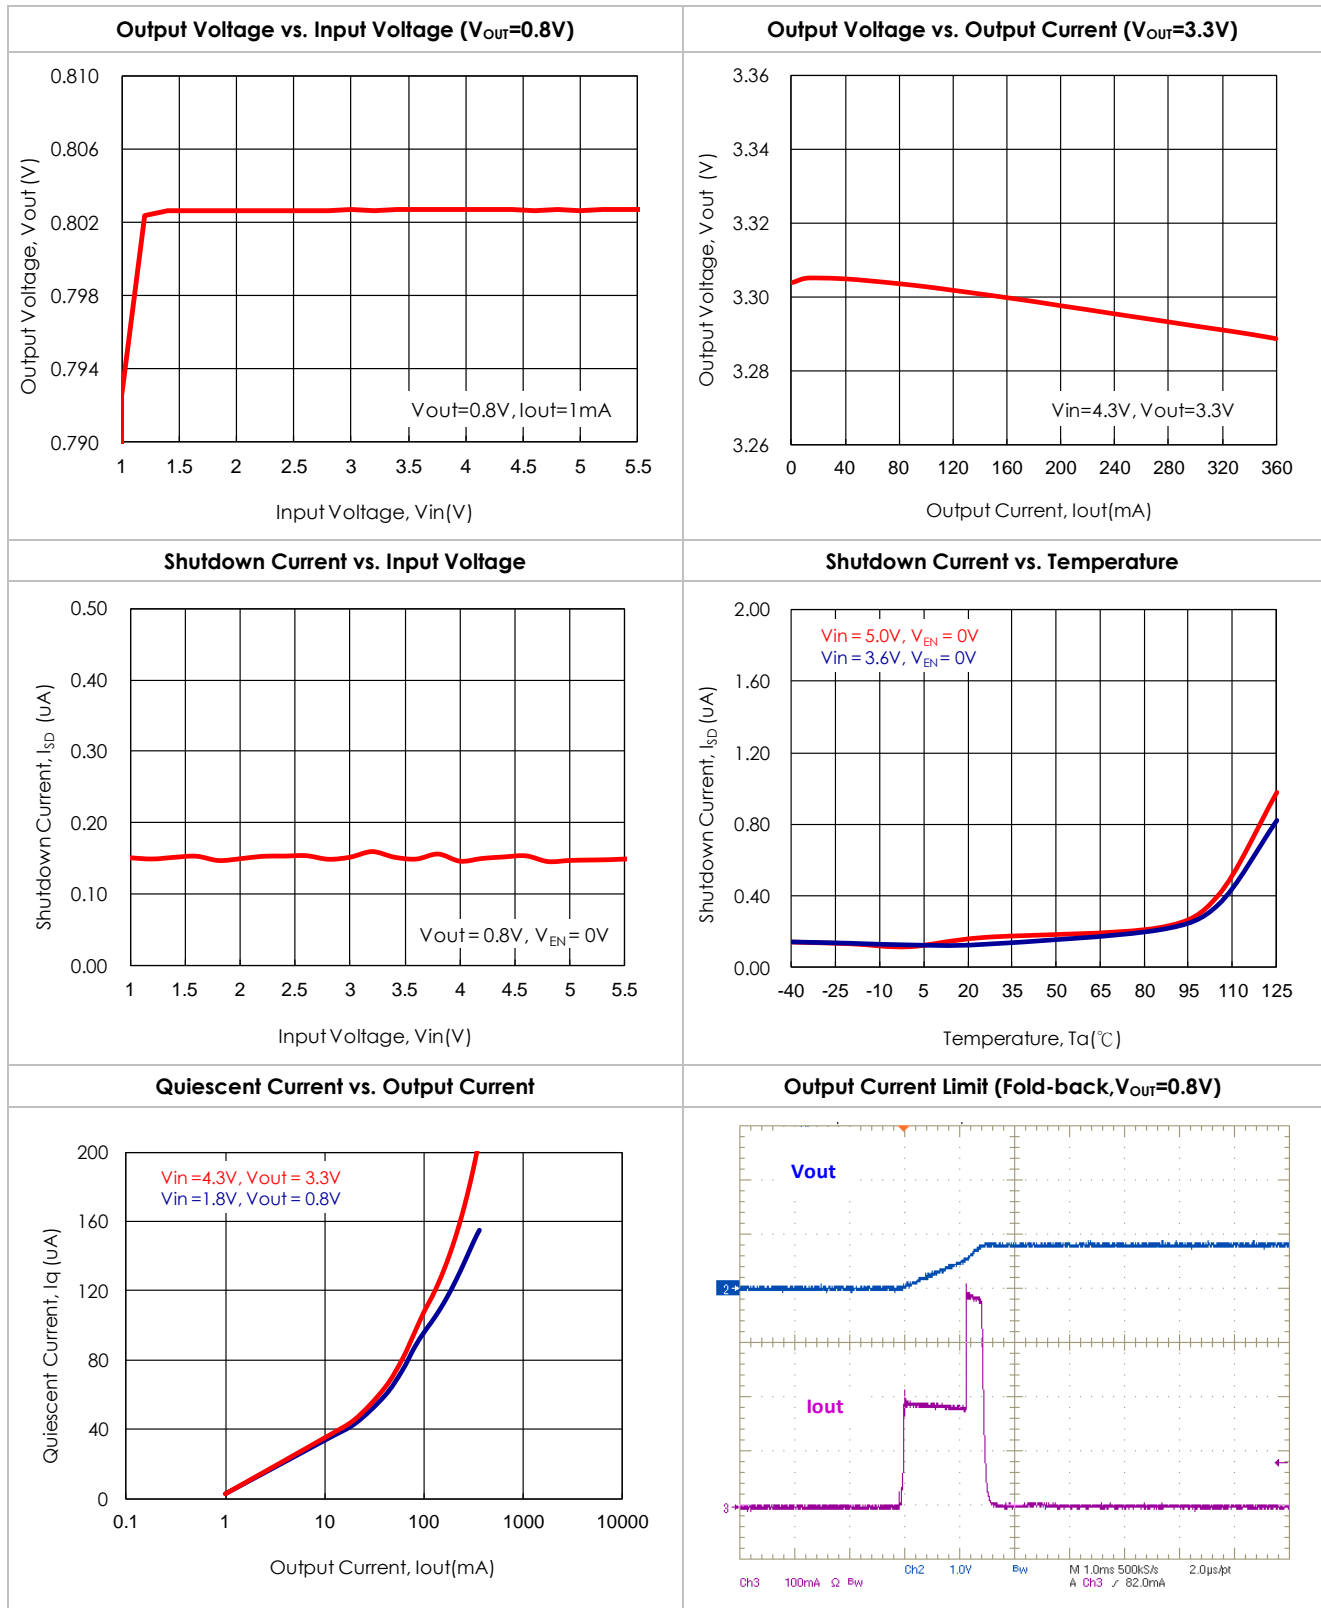 Output Voltage vs. Input Voltage (VOUT=0.8V)
0.810
0.806
0.802
0.798
0.794
0.790
Output Voltage, Vout (V)
Vout=0.8V, Iout=1mA
1 1.5 2 2.5 3 3.5 4 4.5 5 5.5
Input Voltage, Vin(V)
Output Voltage vs. Output Current (VOUT=3.3V)
3.36
3.34
3.32
3.30
3.28
3.26
Output Voltage, Vout (V)
Vin=4.3V, Vout=3.3V
0 40 80 120 160 200 240 280 320 360
Output Current, Iout(mA)
Shutdown Current vs. Input Voltage
0.50
0.40
0.30
0.20
0.10
0.00
Shutdown Current, ISD (uA)
Vout = 0.8V, VEN = 0V
1 1.5 2 2.5 3 3.5 4 4.5 5 5.5
Input Voltage, Vin(V)
Shutdown Current vs. Temperature
2.00
1.60
1.20
0.80
0.40
0.00
Shutdown Current, ISD (uA)
Vin = 5.0V, VEN = 0V
Vin = 3.6V, VEN = 0V
-40 -25 -10 5 20 35 50 65 80 95 110 125
Temperature, Ta(℃)
Quiescent Current vs. Output Current
200
160
120
80
40
0
Quiescent Current, Iq (uA)
Vin =4.3V, Vout = 3.3V
Vin =1.8V, Vout = 0.8V
0.1 1 10 100 1000 10000
Output Current, Iout(mA)
Output Current Limit (Fold-back,VOUT=0.8V)
Vout
2
Iout
3
Ch2 1.0V Bw M 1.0ms 500kS/s 2.0µs/pt
Ch3 100mA Ω Bw A Ch3 ⁄ 82.0mA